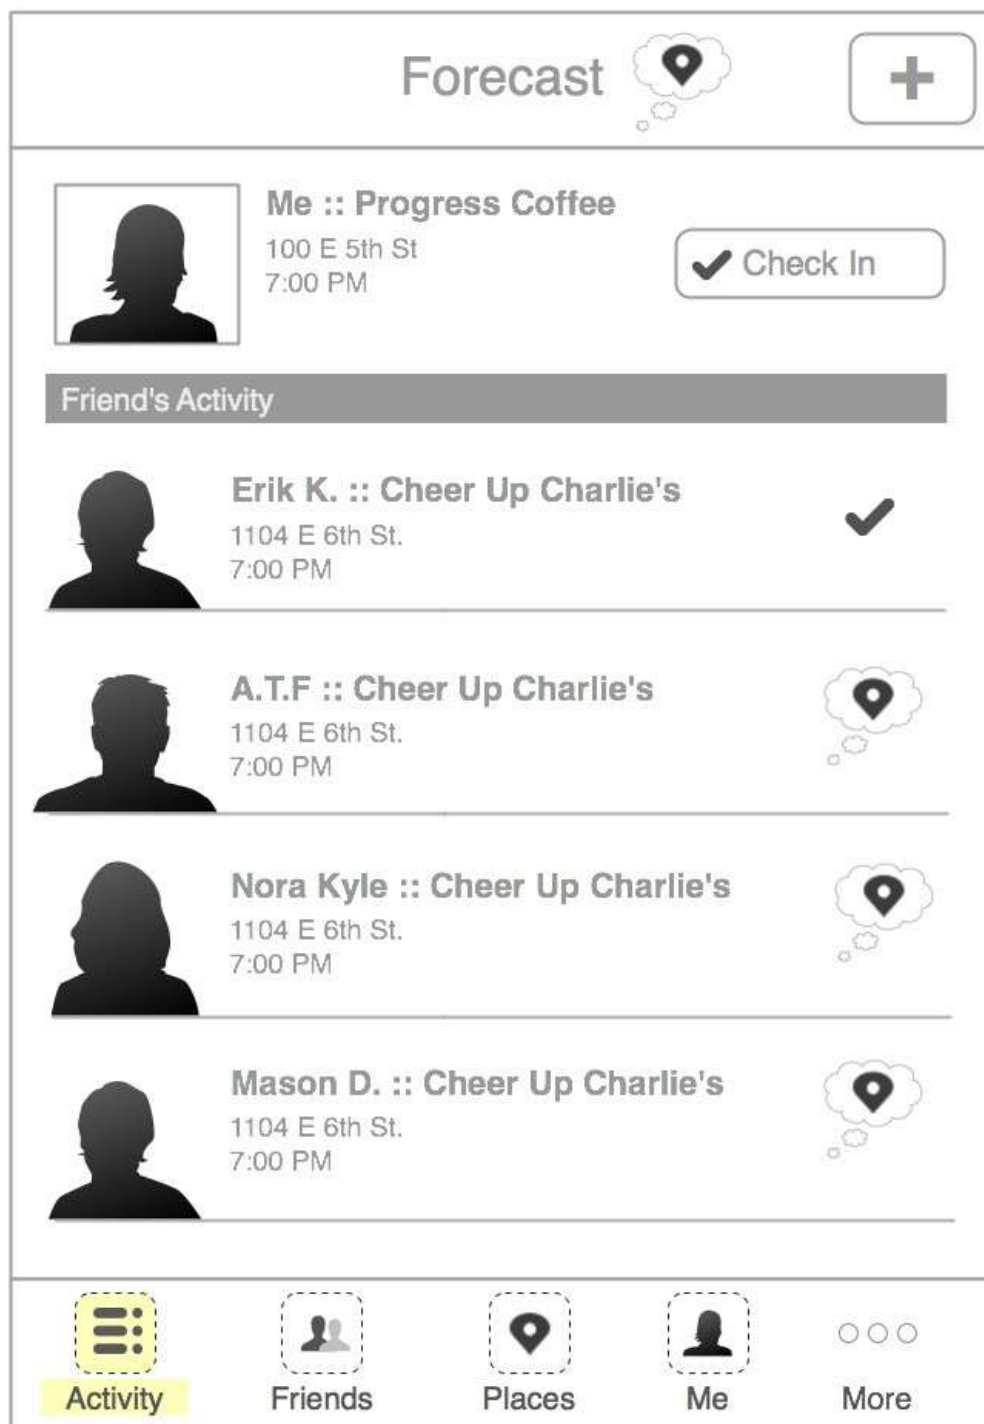 Forecast
Me :: Progress Coffee
100 E 5th St
7:00 PM
Check In
Friend's Activity
Erik K. :: Cheer Up Charlie's
1104 E 6th St.
7:00 PM
A.T.F :: Cheer Up Charlie's
1104 E 6th St.
7:00 PM
Nora Kyle :: Cheer Up Charlie's
1104 E 6th St.
7:00 PM
Mason D. :: Cheer Up Charlie's
1104 E 6th St.
7:00 PM
Activity
Friends
Places
Me
More